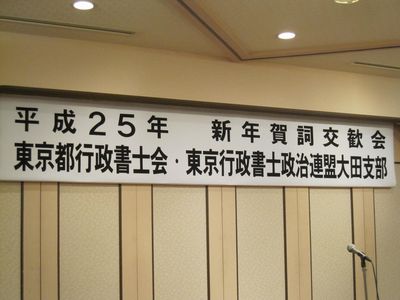 平成２５年　新年賀詞交歓会
東京都行政書士会・東京行政書士政治連盟大田支部